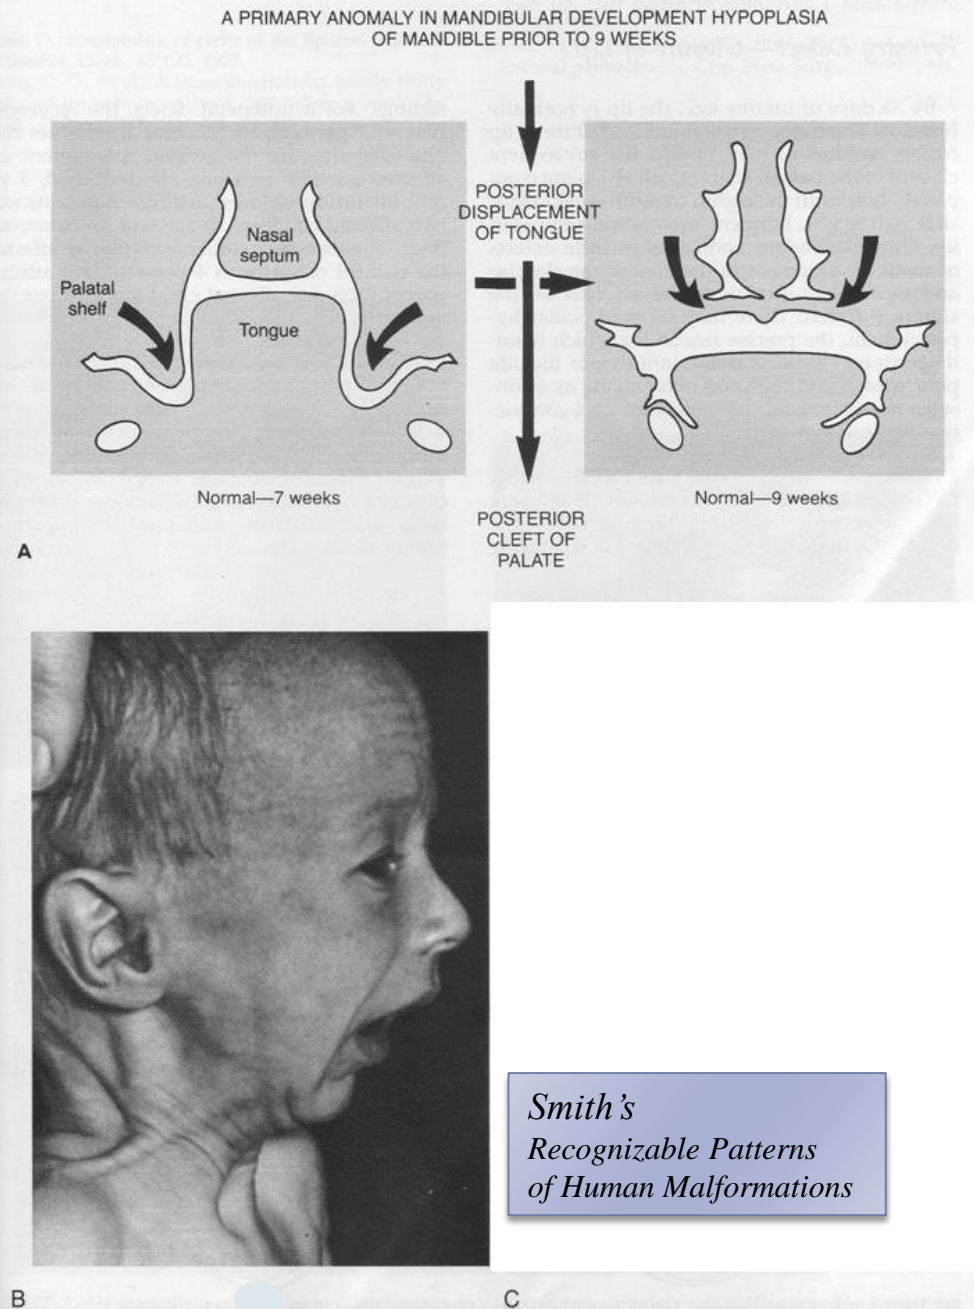 A PRIMARY ANOMALY IN MANDIBULAR DEVELOPMENT HYPOPLASIA
OF MANDIBLE PRIOR TO 9 WEEKS
POSTERIOR
DISPLACEMENT
OF TONGUE
Nasal
septum
Palatal
shelf
Tongue
Normal—7 weeks
Normal—9 weeks
POSTERIOR
CLEFT OF
PALATE
A
Smith's
Recognizable Patterns
of Human Malformations
B
C